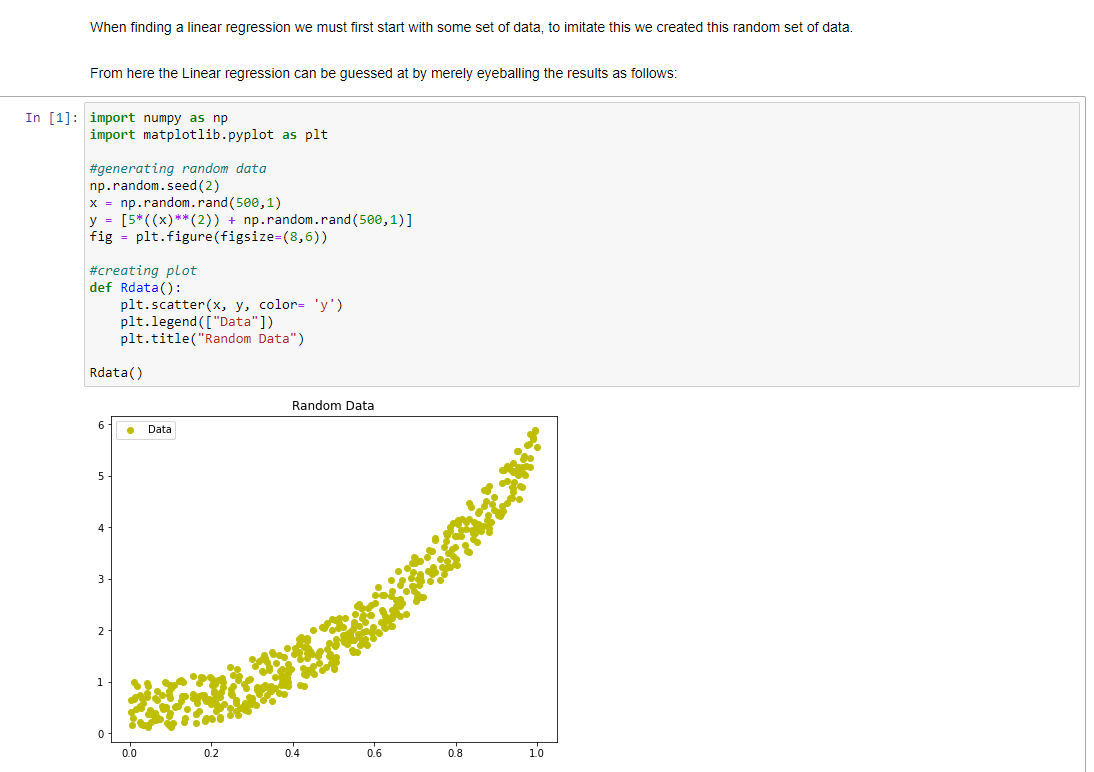 When finding a linear regression we must first start with some set of data, to imitate this we created this random set of data.
From here the Linear regression can be guessed at by merely eyeballing the results as follows:
In [1]:
import numpy as np
import matplotlib.pyplot as plt
#generating random data
np.random.seed(2)
x = np.random.rand(500,1)
y = [5*((x)**(2)) + np.random.rand(500,1)]
fig = plt.figure(figsize=(8,6))
#creating plot
def Rdata():
    plt.scatter(x, y, color= 'y')
    plt.legend(["Data"])
    plt.title("Random Data")
Rdata()
Random Data
Data
6
5
4
3
2
1
0
0.0 0.2 0.4 0.6 0.8 1.0